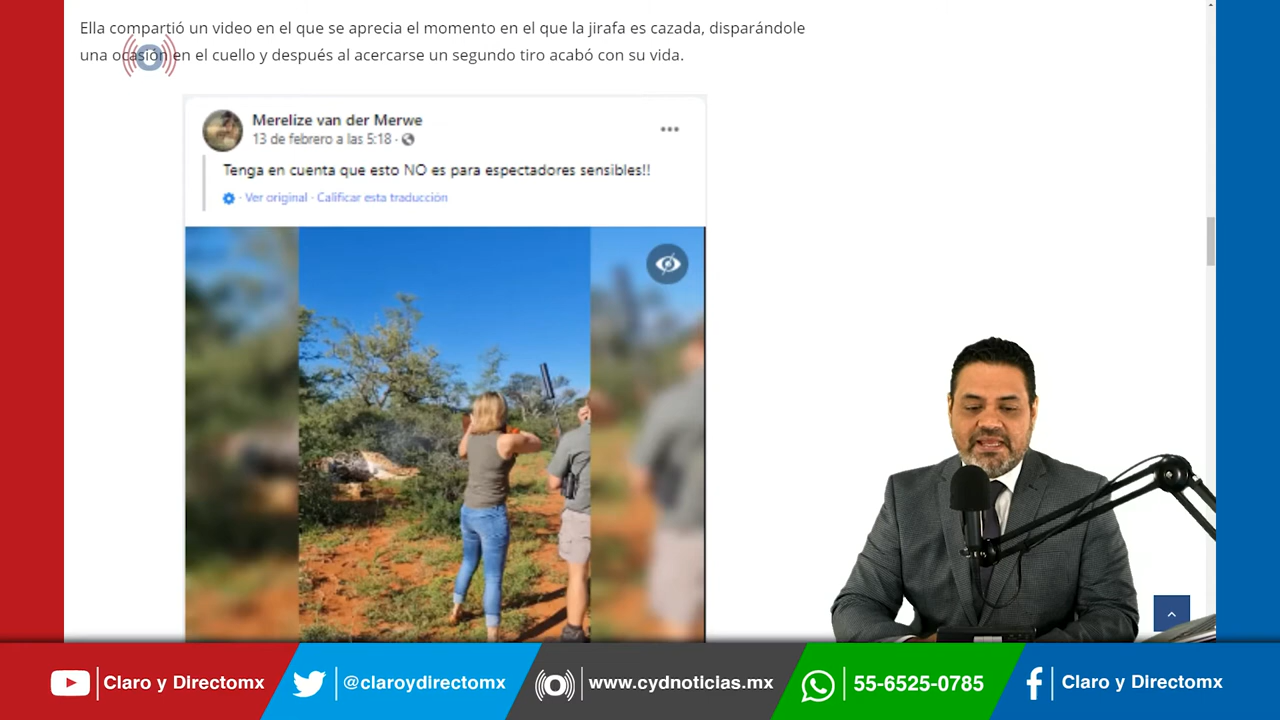 Ella compartió un video en el que se aprecia el momento en el que la jirafa es cazada, disparándole
una ocasión en el cuello y después al acercarse un segundo tiro acabó con su vida.
Merelize van der Merwe
13 de febrero a las 5:18 ·
Tenga en cuenta que esto NO es para espectadores sensibles!!
· Ver original · Calificar esta traducción
Claro y Directomx
@claroydirectomx
www.cydnoticias.mx
55-6525-0785
Claro y Directomx